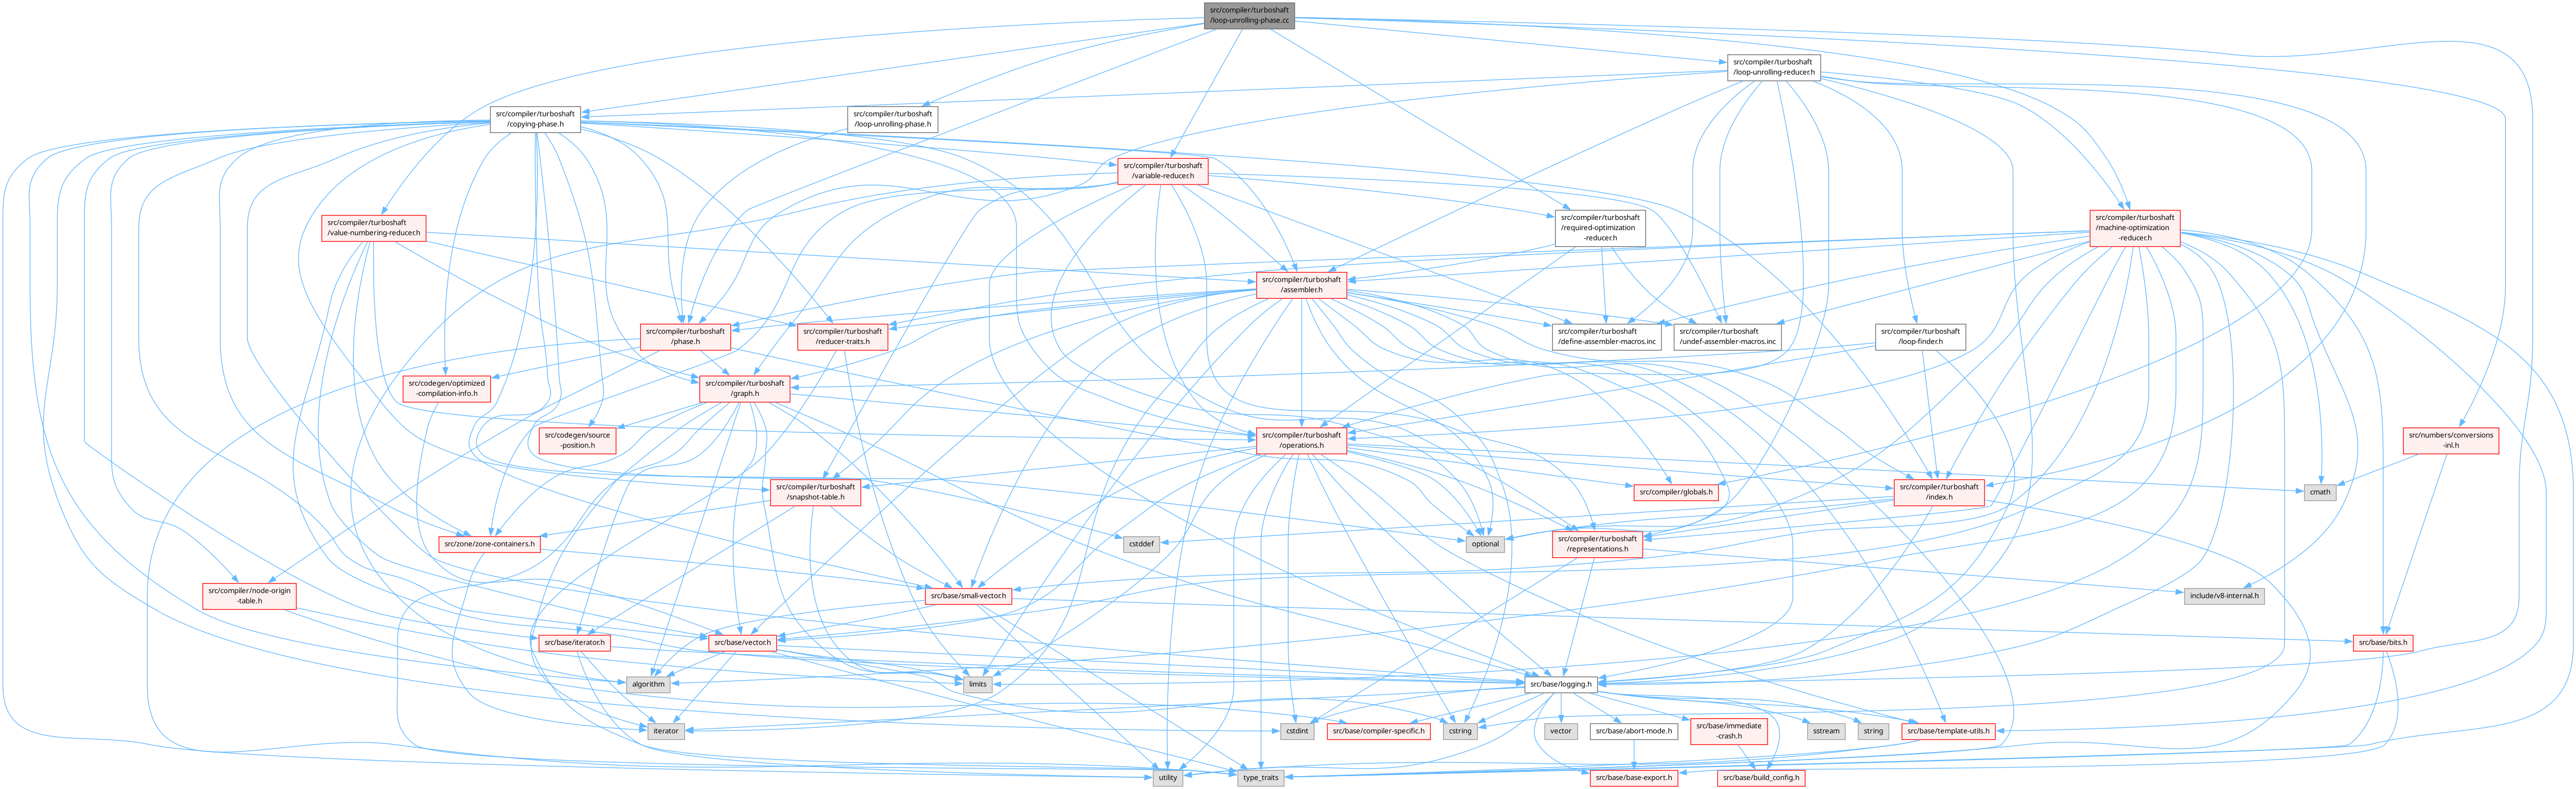 src/compiler/turboshaft
/loop-unrolling-phase.cc
src/compiler/turboshaft
/loop-unrolling-reducer.h
src/compiler/turboshaft
/copying-phase.h
src/compiler/turboshaft
/loop-unrolling-phase.h
src/compiler/turboshaft
/variable-reducer.h
src/compiler/turboshaft
/value-numbering-reducer.h
src/compiler/turboshaft
/required-optimization
-reducer.h
src/compiler/turboshaft
/machine-optimization
-reducer.h
src/compiler/turboshaft
/assembler.h
src/compiler/turboshaft
/phase.h
src/compiler/turboshaft
/reducer-traits.h
src/compiler/turboshaft
/define-assembler-macros.inc
src/compiler/turboshaft
/undef-assembler-macros.inc
src/compiler/turboshaft
/loop-finder.h
src/codegen/optimized
-compilation-info.h
src/compiler/turboshaft
/graph.h
src/codegen/source
-position.h
src/compiler/turboshaft
/operations.h
src/numbers/conversions
-inl.h
src/compiler/turboshaft
/snapshot-table.h
src/compiler/globals.h
src/compiler/turboshaft
/index.h
cmath
src/zone/zone-containers.h
cstddef
optional
src/compiler/turboshaft
/representations.h
src/compiler/node-origin
-table.h
src/base/small-vector.h
include/v8-internal.h
src/base/iterator.h
src/base/vector.h
src/base/bits.h
algorithm
limits
src/base/logging.h
iterator
cstdint
src/base/compiler-specific.h
cstring
vector
src/base/abort-mode.h
src/base/immediate
-crash.h
sstream
string
src/base/template-utils.h
utility
type_traits
src/base/base-export.h
src/base/build_config.h